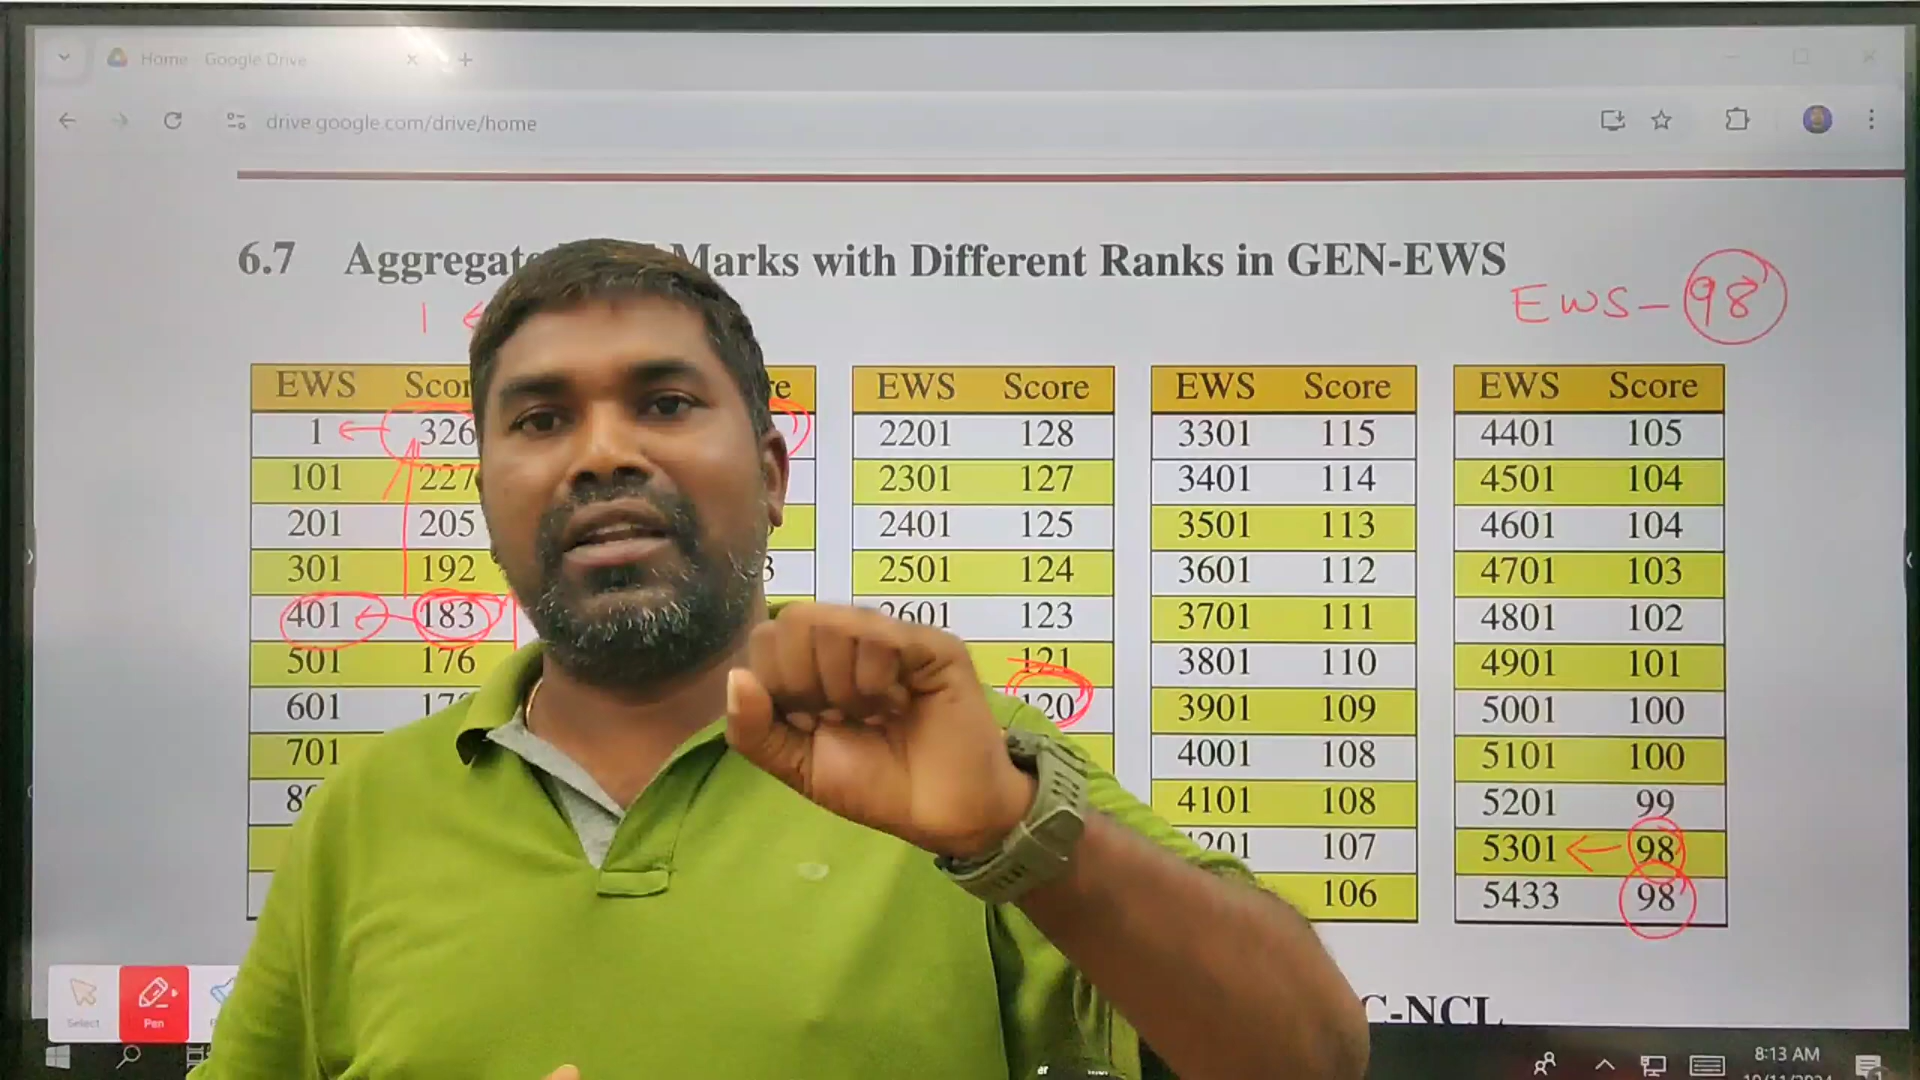 Home - Google Drive
drive.google.com/drive/home
6.7 Marks with Different Ranks in GEN-EWS
1
EWS - 98
EWS EWS Score EWS Score EWS Score
1 326 2201 128 3301 115 4401 105
101 227 2301 127 3401 114 4501 104
201 205 2401 125 3501 113 4601 104
301 192 2501 124 3601 112 4701 103
401 183 2601 123 3701 111 4801 102
501 176 121 3801 110 4901 101
601 120 3901 109 5001 100
701 4001 108 5101 100
4101 108 5201 99
107 5301 98
106 5433 98
C-NCL
Select Pen
8:13 AM